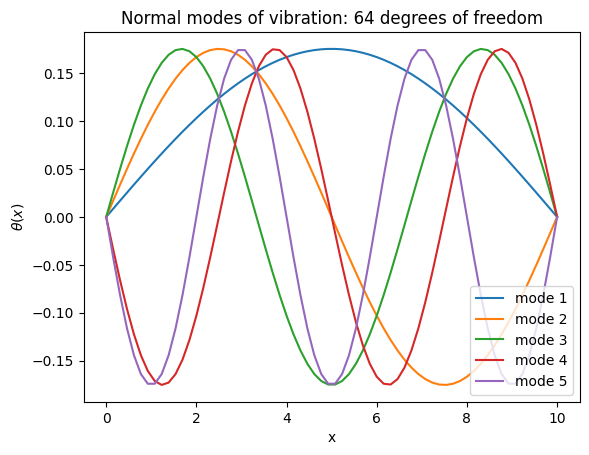 Normal modes of vibration: 64 degrees of freedom
θ(x)
0.15
0.10
0.05
0.00
−0.05
−0.10
−0.15
mode 1
mode 2
mode 3
mode 4
mode 5
0 2 4 6 8 10
x